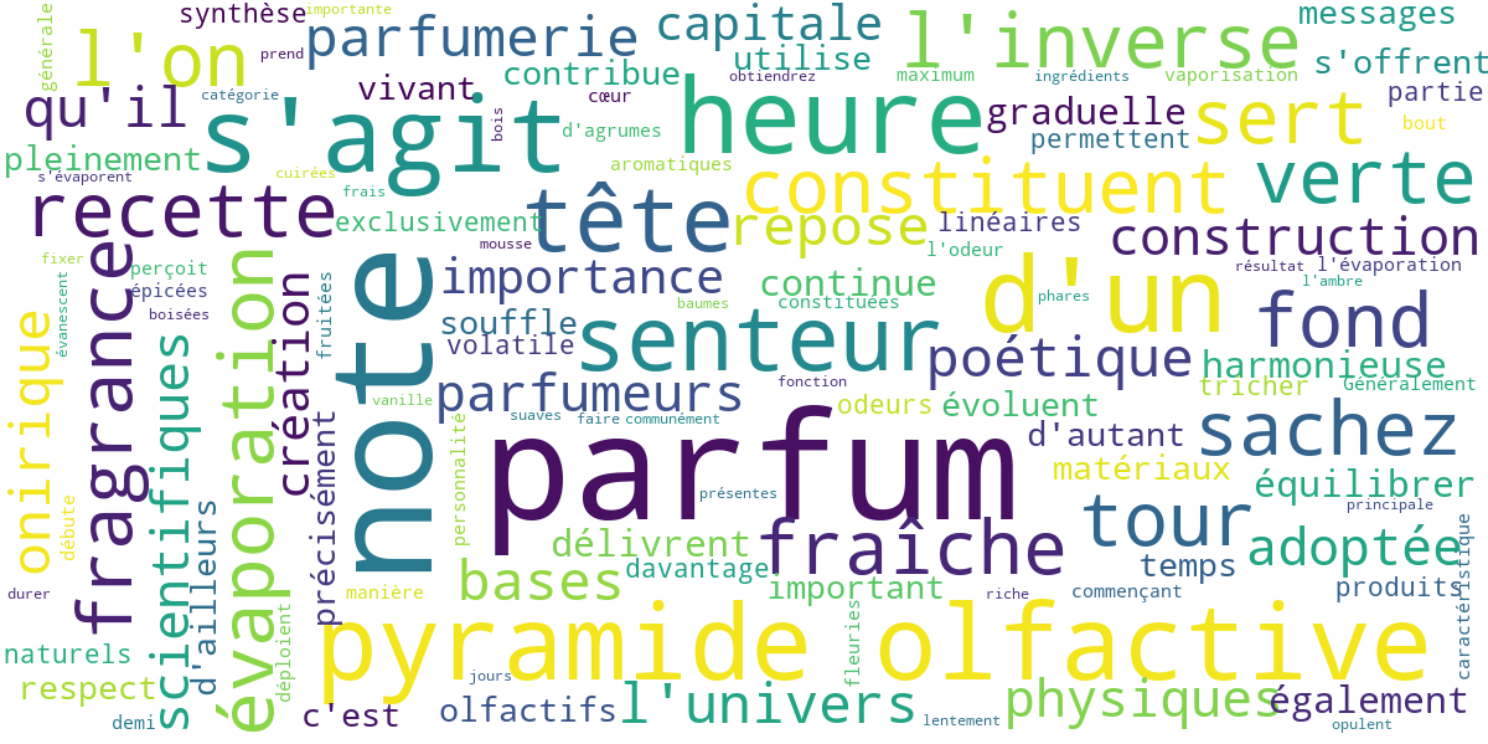 générale
synthèse
importante
l'on
prend
parfumerie
capitale
utilise
l'inverse
messages
s'offrent
qu'il
catégorie
vivant
contribue
cœur
obtiendrez
maximum
ingrédients
vaporisation
partie
s'agit
bois
d'agrumes
heure
graduelle
permettent
sert
bout
pleinement
s'évaporent
cuirées
frais
aromatiques
constituent
verte
recette
exclusivement
tête
repose
linéaires
l'odeur
construction
mousse
fixer
fragrance
perçoit
épicées
boisées
évaporation
création
fruitées
note
importance
continue
constituées
baumes
d'un
phares
résultat
l'évaporation
l'ambre
fond
évanescent
onirique
scientifiques
souffle
volatile
senteur
poétique
harmonieuse
tricher
Généralement
parfumeurs
fonction
vanille
suaves
faire
communément
odeurs
évoluent
d'autant
sachez
précisément
personnalité
parfum
présentes
matériaux
équilibrer
principale
débute
d'ailleurs
délivrent
davantage
fraîche
tour
temps
adoptée
produits
caractéristique
durer
manière
bases
important
riche
commençant
déploient
pyramide olfactive
fleuries
naturels
respect
demi
c'est
jours
olfactifs
l'univers
lentement
physiques
également
opulent